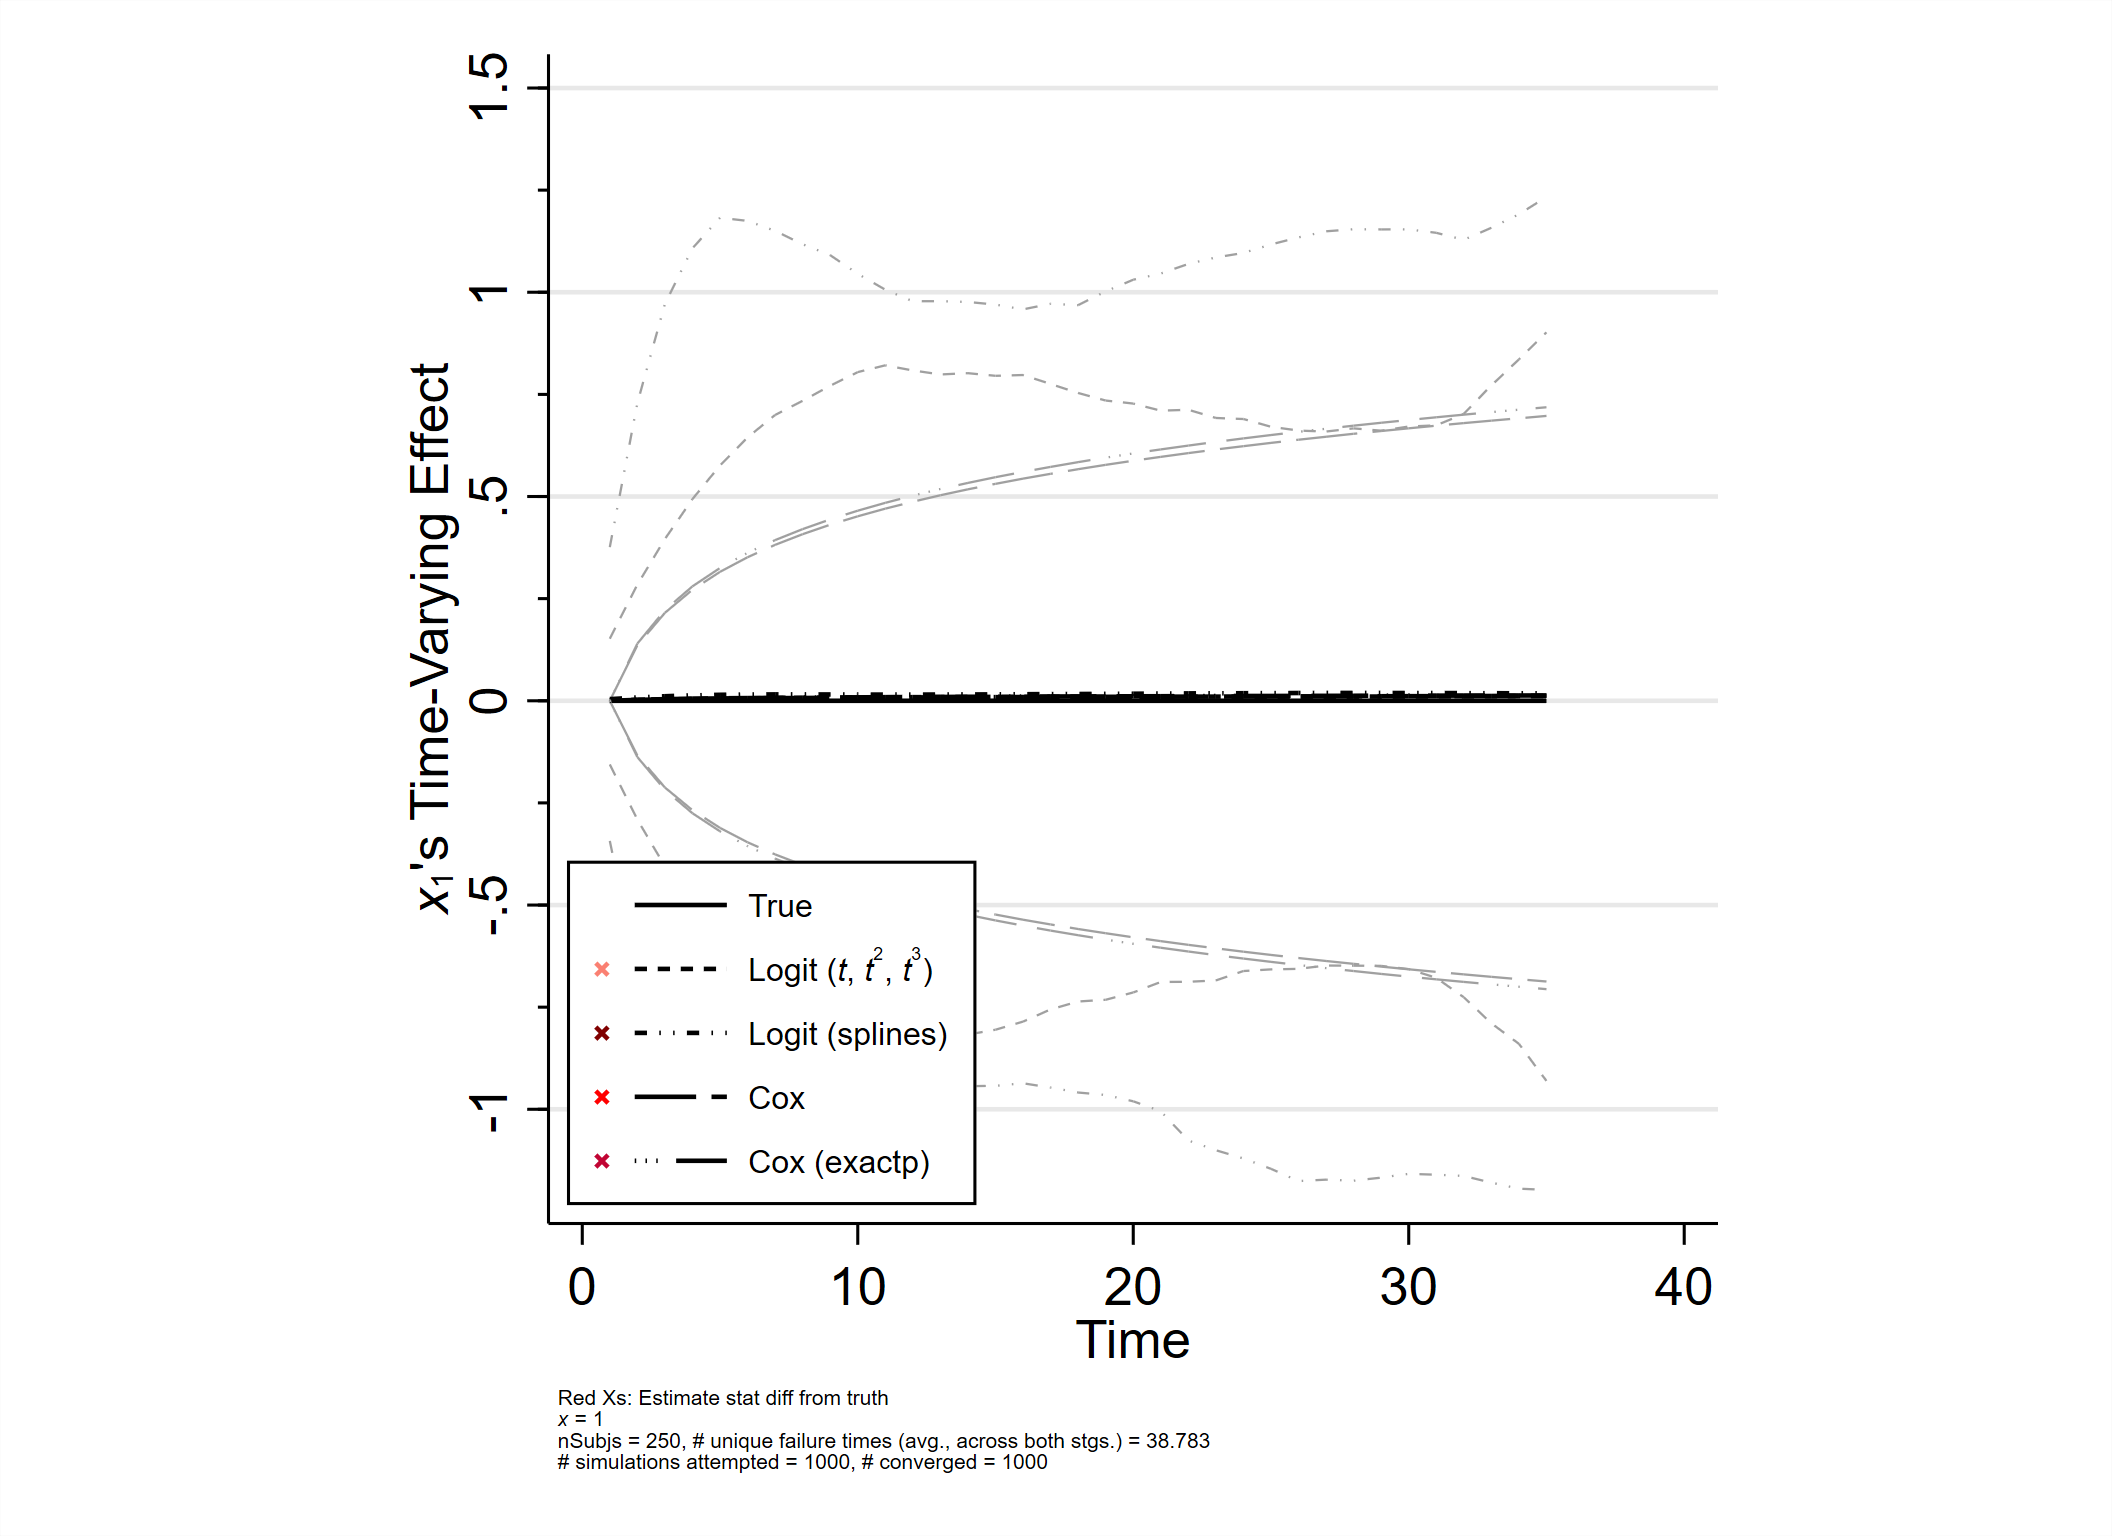 x₁'s Time-Varying Effect
1.5
1
.5
0
-.5
-1
True
Logit (t, t², t³)
Logit (splines)
Cox
Cox (exactp)
0 10 20 30 40
Time
Red Xs: Estimate stat diff from truth
x = 1
nSubjs = 250, # unique failure times (avg., across both stgs.) = 38.783
# simulations attempted = 1000, # converged = 1000